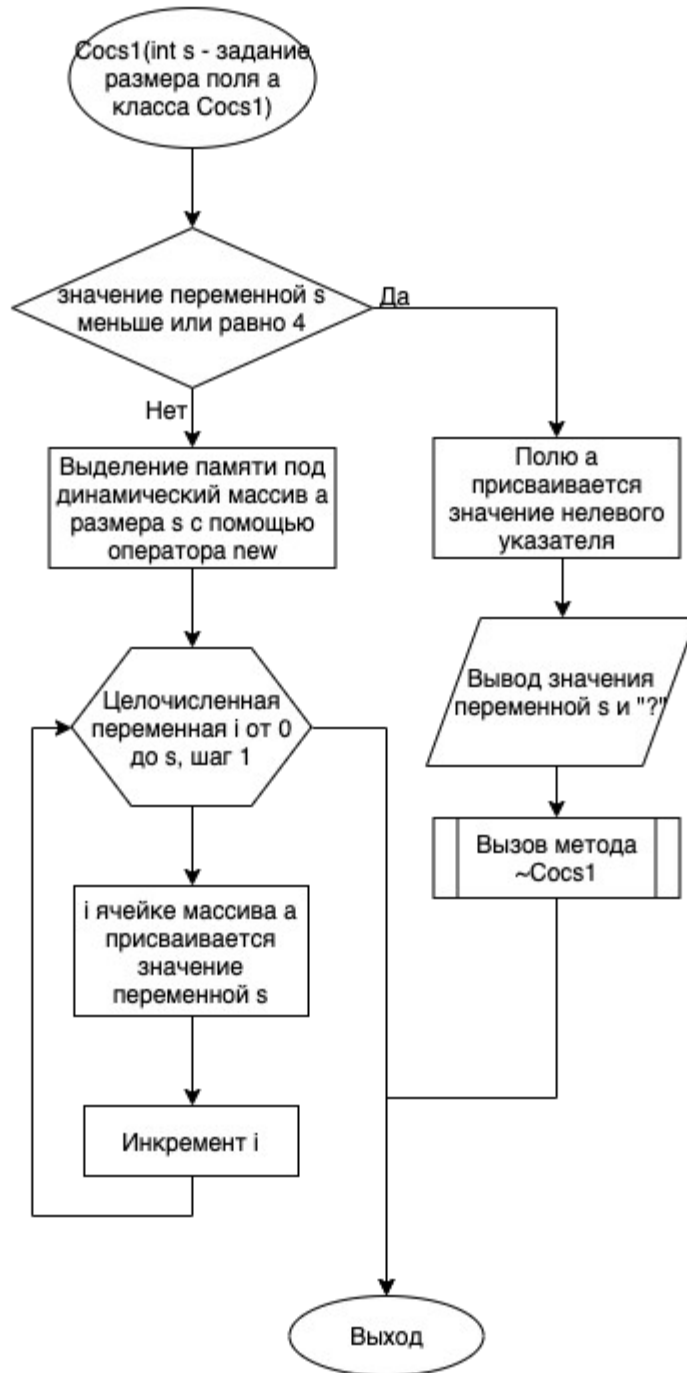 Cocs1(int s - задание
размера поля a
класса Cocs1)
значение переменной s
меньше или равно 4
Да
Нет
Выделение памяти под
динамический массив a
размера s с помощью
оператора new
Полю a
присваивается
значение нелевого
указателя
Целочисленная
переменная i от 0
до s, шаг 1
Вывод значения
переменной s и "?"
Вызов метода
~Cocs1
i ячейке массива a
присваивается
значение
переменной s
Инкремент i
Выход